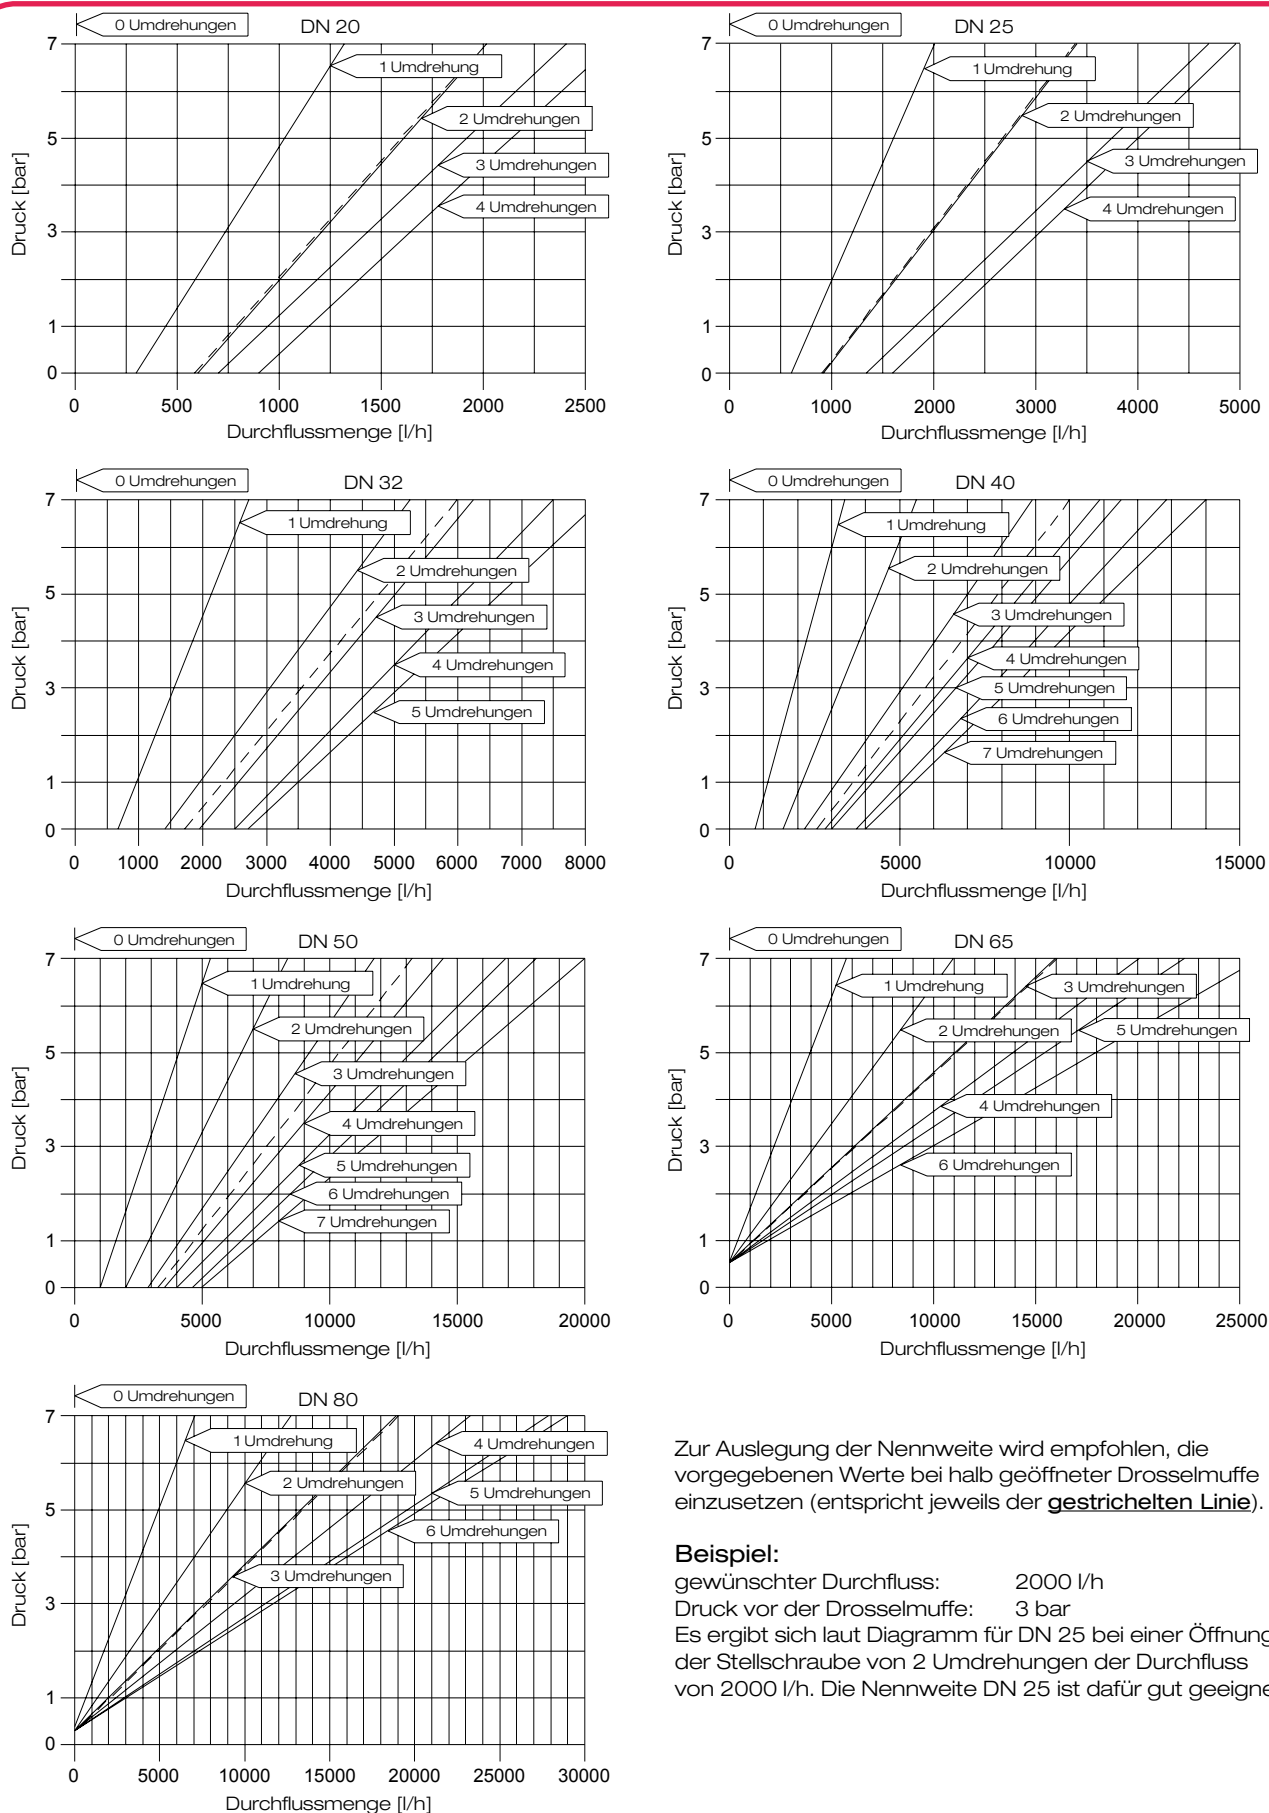 0 Umdrehungen
DN 20
7
5
3
1
0
Druck [bar]
1 Umdrehung
2 Umdrehungen
3 Umdrehungen
4 Umdrehungen
0 500 1000 1500 2000 2500
Durchflussmenge [l/h]
0 Umdrehungen
DN 25
7
5
3
1
0
Druck [bar]
1 Umdrehung
2 Umdrehungen
3 Umdrehungen
4 Umdrehungen
0 1000 2000 3000 4000 5000
Durchflussmenge [l/h]
0 Umdrehungen
DN 32
7
5
3
1
0
Druck [bar]
1 Umdrehung
2 Umdrehungen
3 Umdrehungen
4 Umdrehungen
5 Umdrehungen
0 1000 2000 3000 4000 5000 6000 7000 8000
Durchflussmenge [l/h]
0 Umdrehungen
DN 40
7
5
3
1
0
Druck [bar]
1 Umdrehung
2 Umdrehungen
3 Umdrehungen
4 Umdrehungen
5 Umdrehungen
6 Umdrehungen
7 Umdrehungen
0 5000 10000 15000
Durchflussmenge [l/h]
0 Umdrehungen
DN 50
7
5
3
1
0
Druck [bar]
1 Umdrehung
2 Umdrehungen
3 Umdrehungen
4 Umdrehungen
5 Umdrehungen
6 Umdrehungen
7 Umdrehungen
0 5000 10000 15000 20000
Durchflussmenge [l/h]
0 Umdrehungen
DN 65
7
5
3
1
0
Druck [bar]
1 Umdrehung
3 Umdrehungen
2 Umdrehungen
5 Umdrehungen
4 Umdrehungen
6 Umdrehungen
0 5000 10000 15000 20000 25000
Durchflussmenge [l/h]
0 Umdrehungen
DN 80
7
5
3
1
0
Druck [bar]
1 Umdrehung
4 Umdrehungen
2 Umdrehungen
5 Umdrehungen
6 Umdrehungen
3 Umdrehungen
0 5000 10000 15000 20000 25000 30000
Durchflussmenge [l/h]
Zur Auslegung der Nennweite wird empfohlen, die
vorgegebenen Werte bei halb geöffneter Drosselmuffe
einzusetzen (entspricht jeweils der gestrichelten Linie).
Beispiel:
gewünschter Durchfluss: 2000 l/h
Druck vor der Drosselmuffe: 3 bar
Es ergibt sich laut Diagramm für DN 25 bei einer Öffnung
der Stellschraube von 2 Umdrehungen der Durchfluss
von 2000 l/h. Die Nennweite DN 25 ist dafür gut geeigne